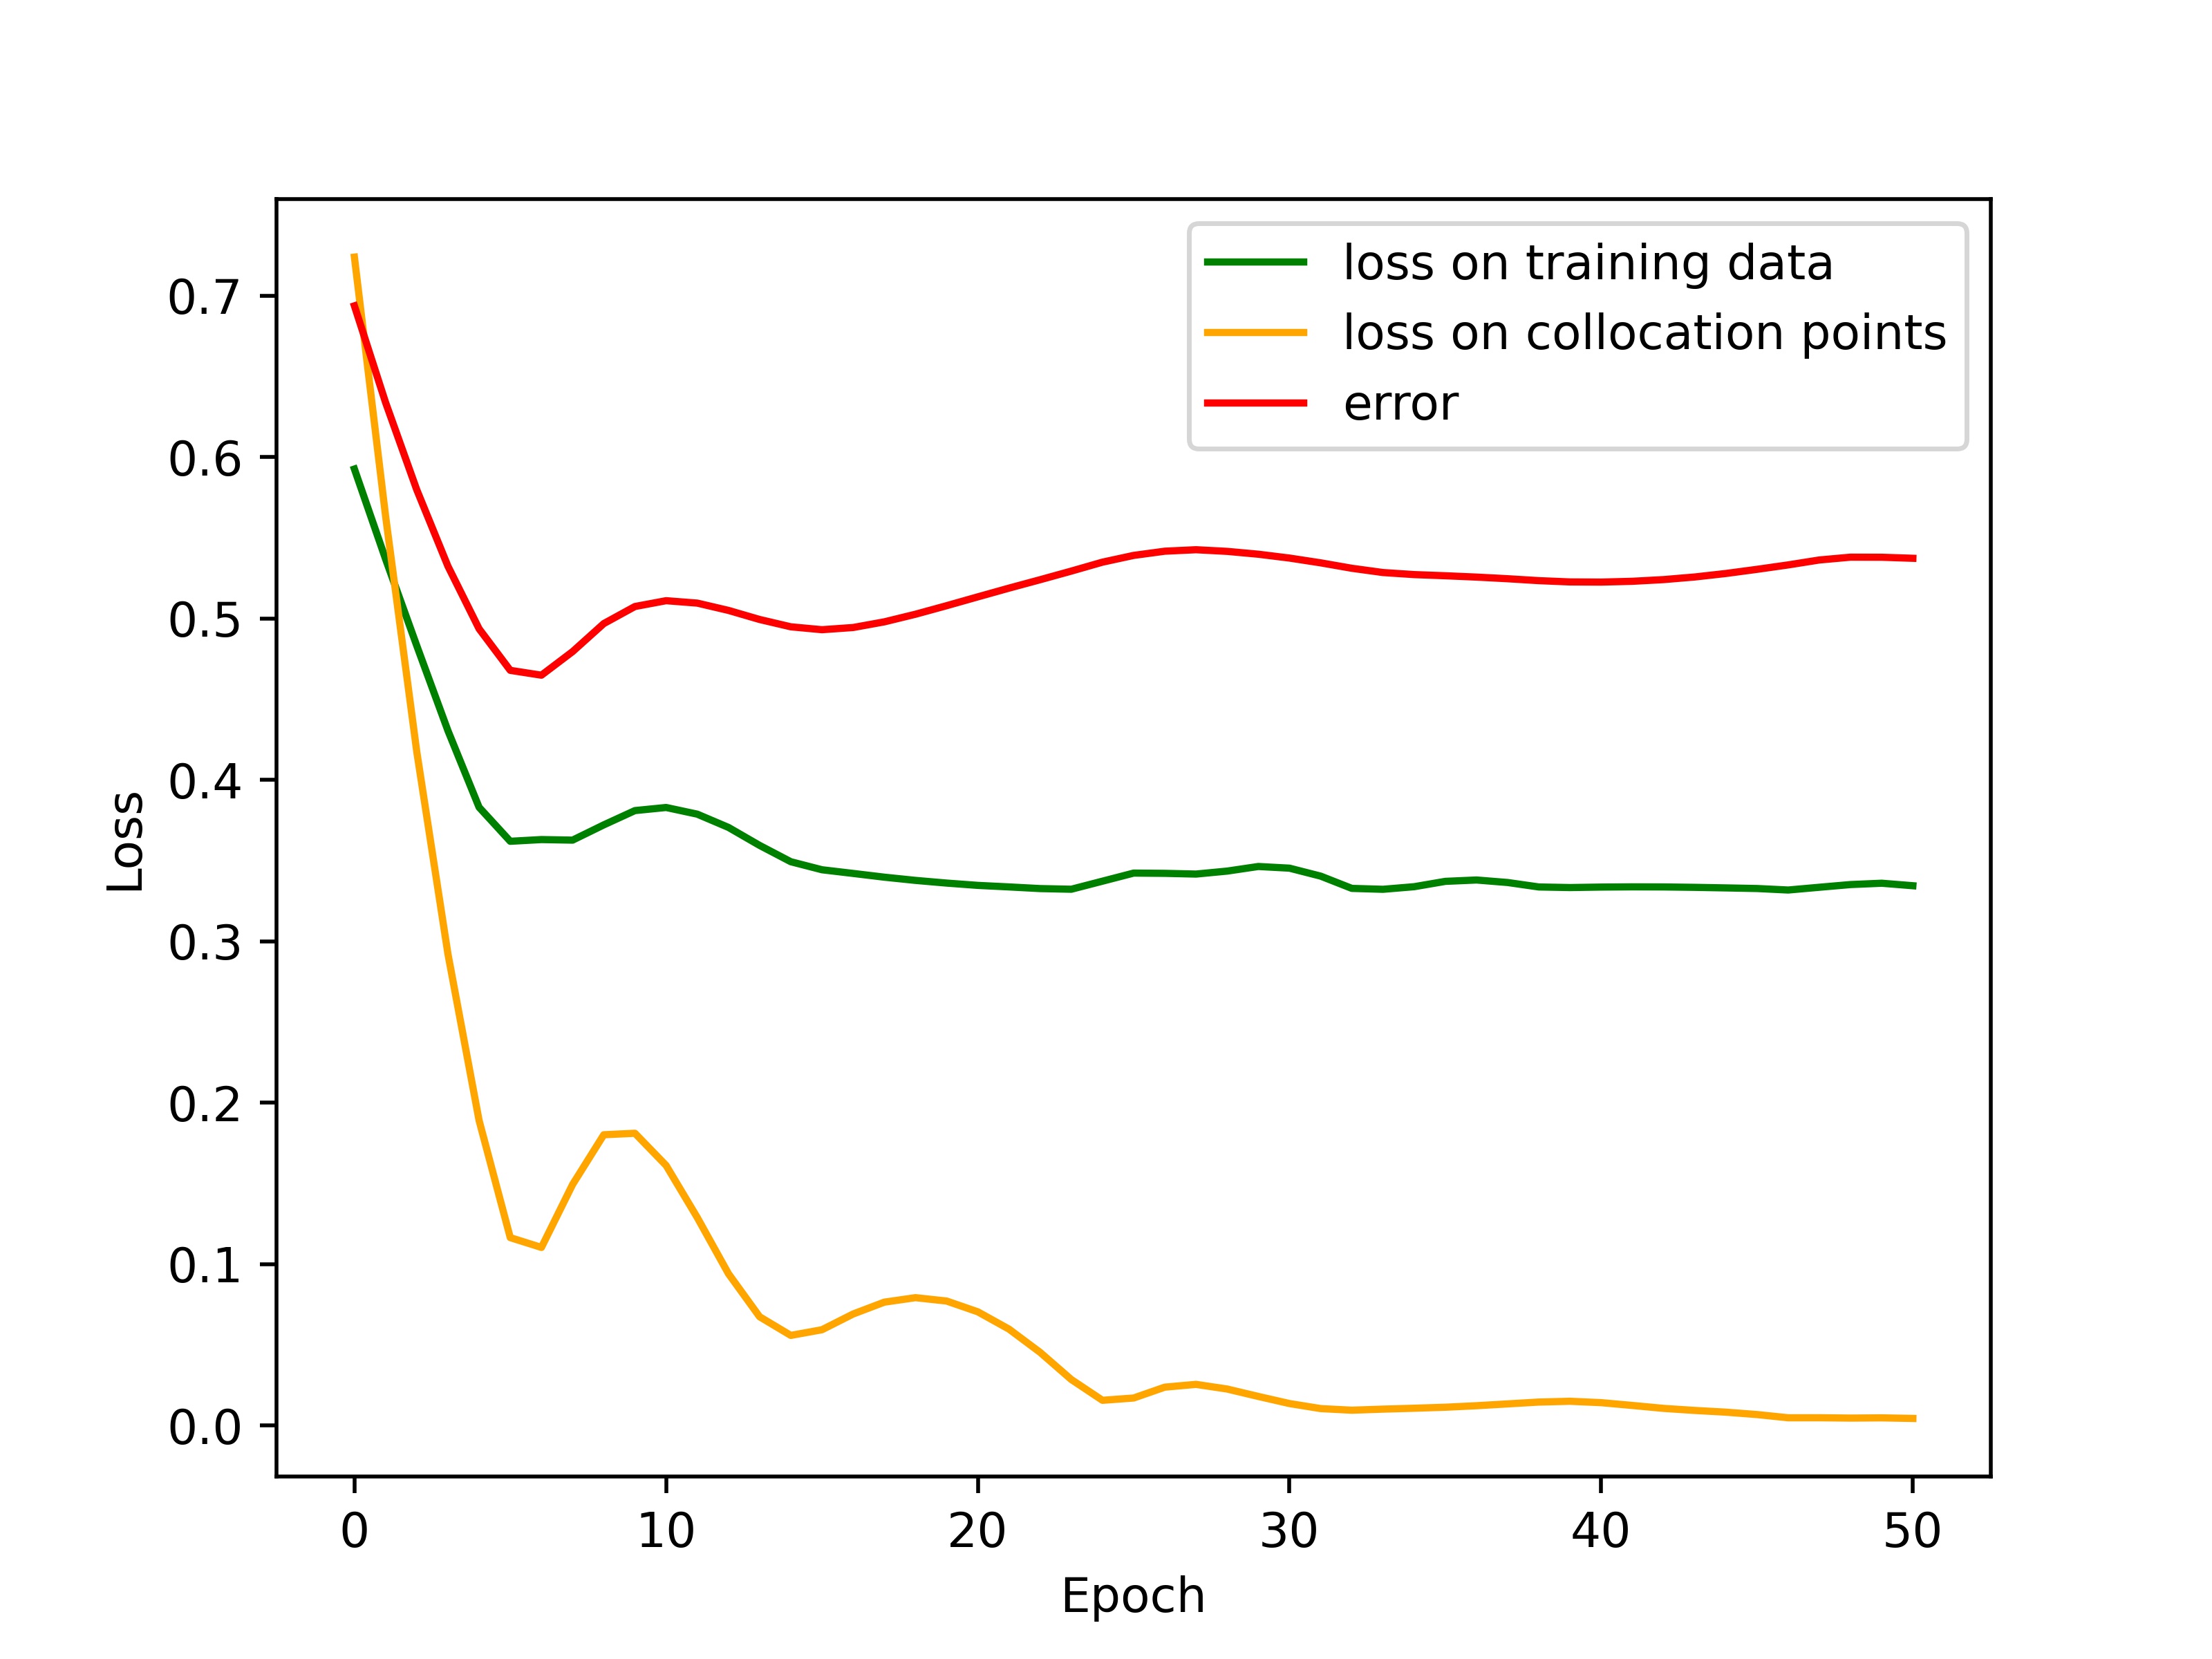 loss on training data
loss on collocation points
error
Loss
0.7
0.6
0.5
0.4
0.3
0.2
0.1
0.0
0 10 20 30 40 50
Epoch